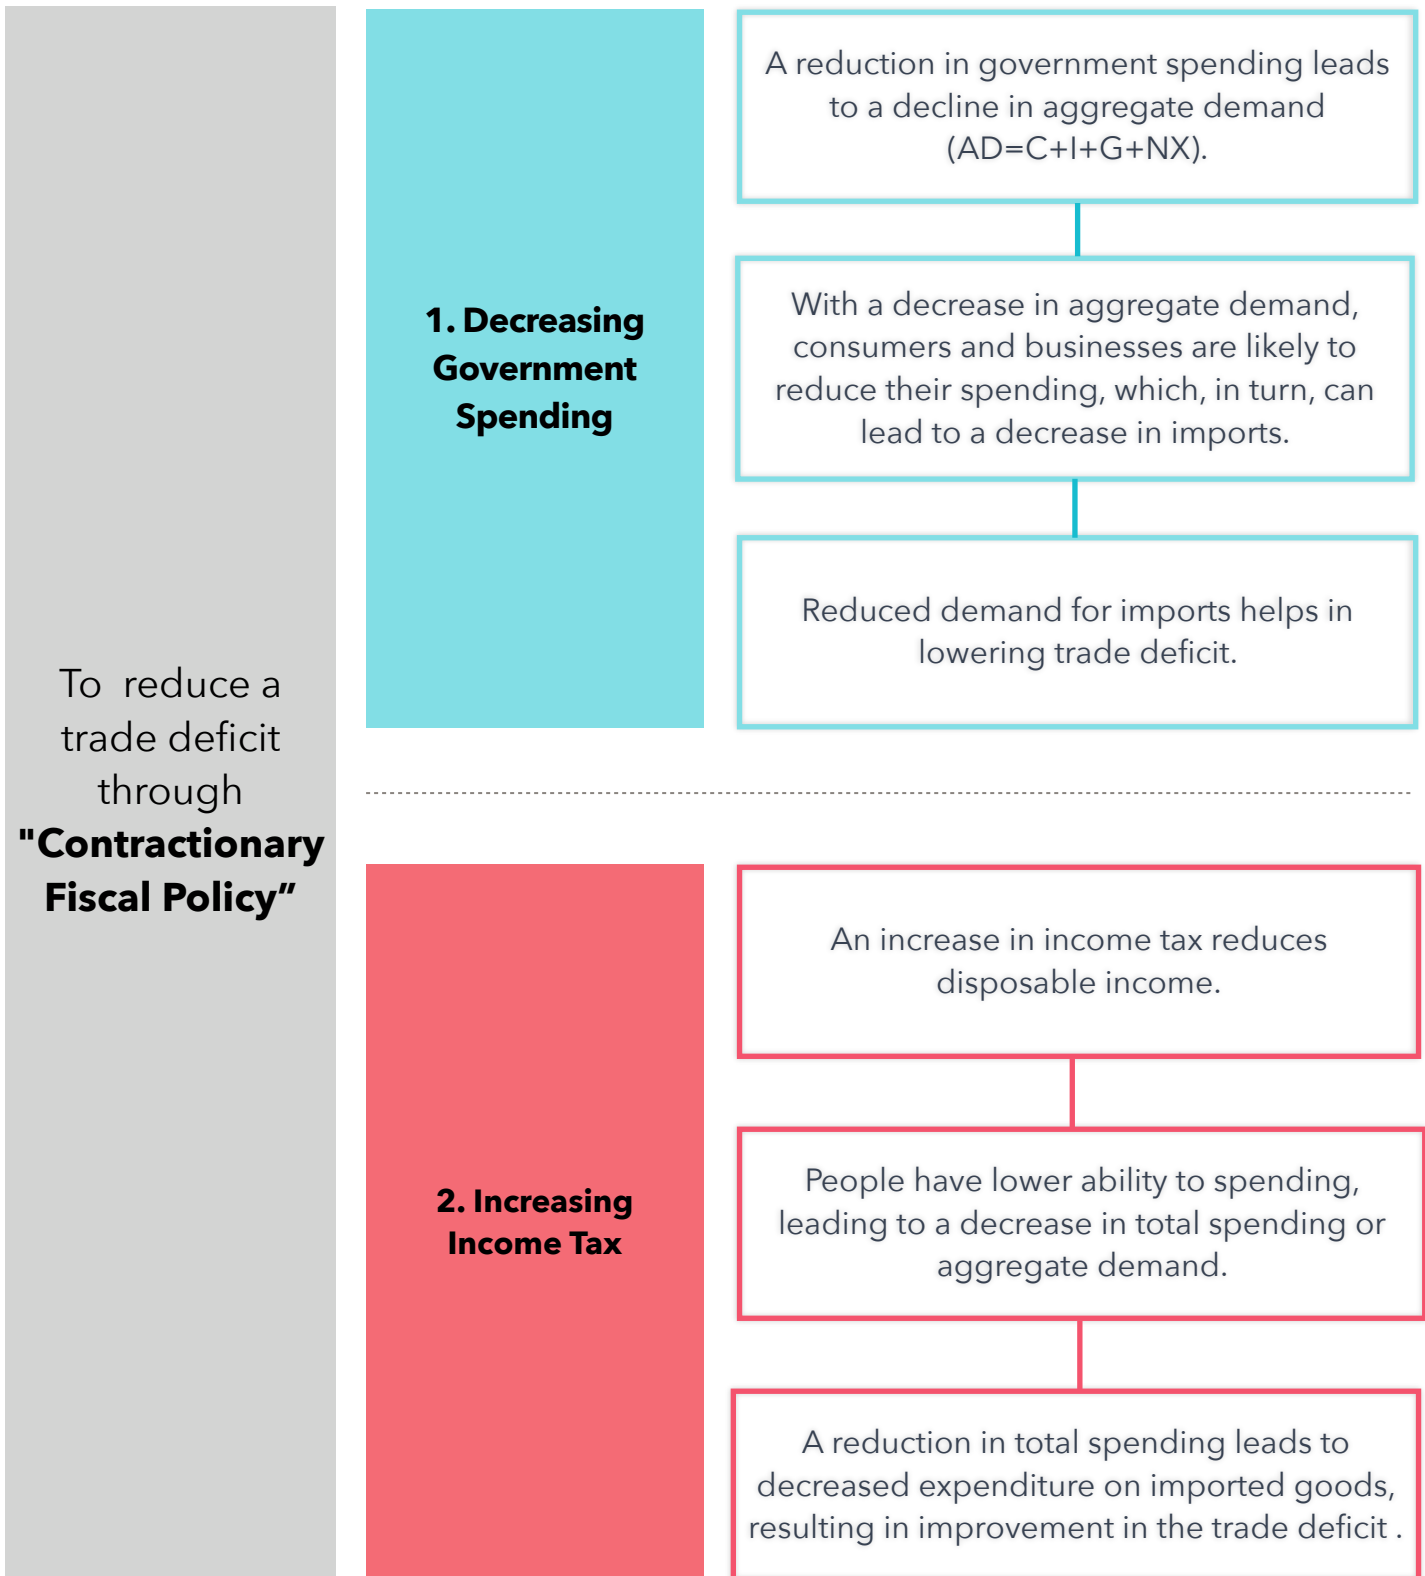 To  reduce a
trade deficit
through
"Contractionary
Fiscal Policy”
1. Decreasing
Government
Spending
A reduction in government spending leads
to a decline in aggregate demand
(AD=C+I+G+NX).
With a decrease in aggregate demand,
consumers and businesses are likely to
reduce their spending, which, in turn, can
lead to a decrease in imports.
Reduced demand for imports helps in
lowering trade deficit.
2. Increasing
Income Tax
An increase in income tax reduces
disposable income.
People have lower ability to spending,
leading to a decrease in total spending or
aggregate demand.
A reduction in total spending leads to
decreased expenditure on imported goods,
resulting in improvement in the trade deficit .